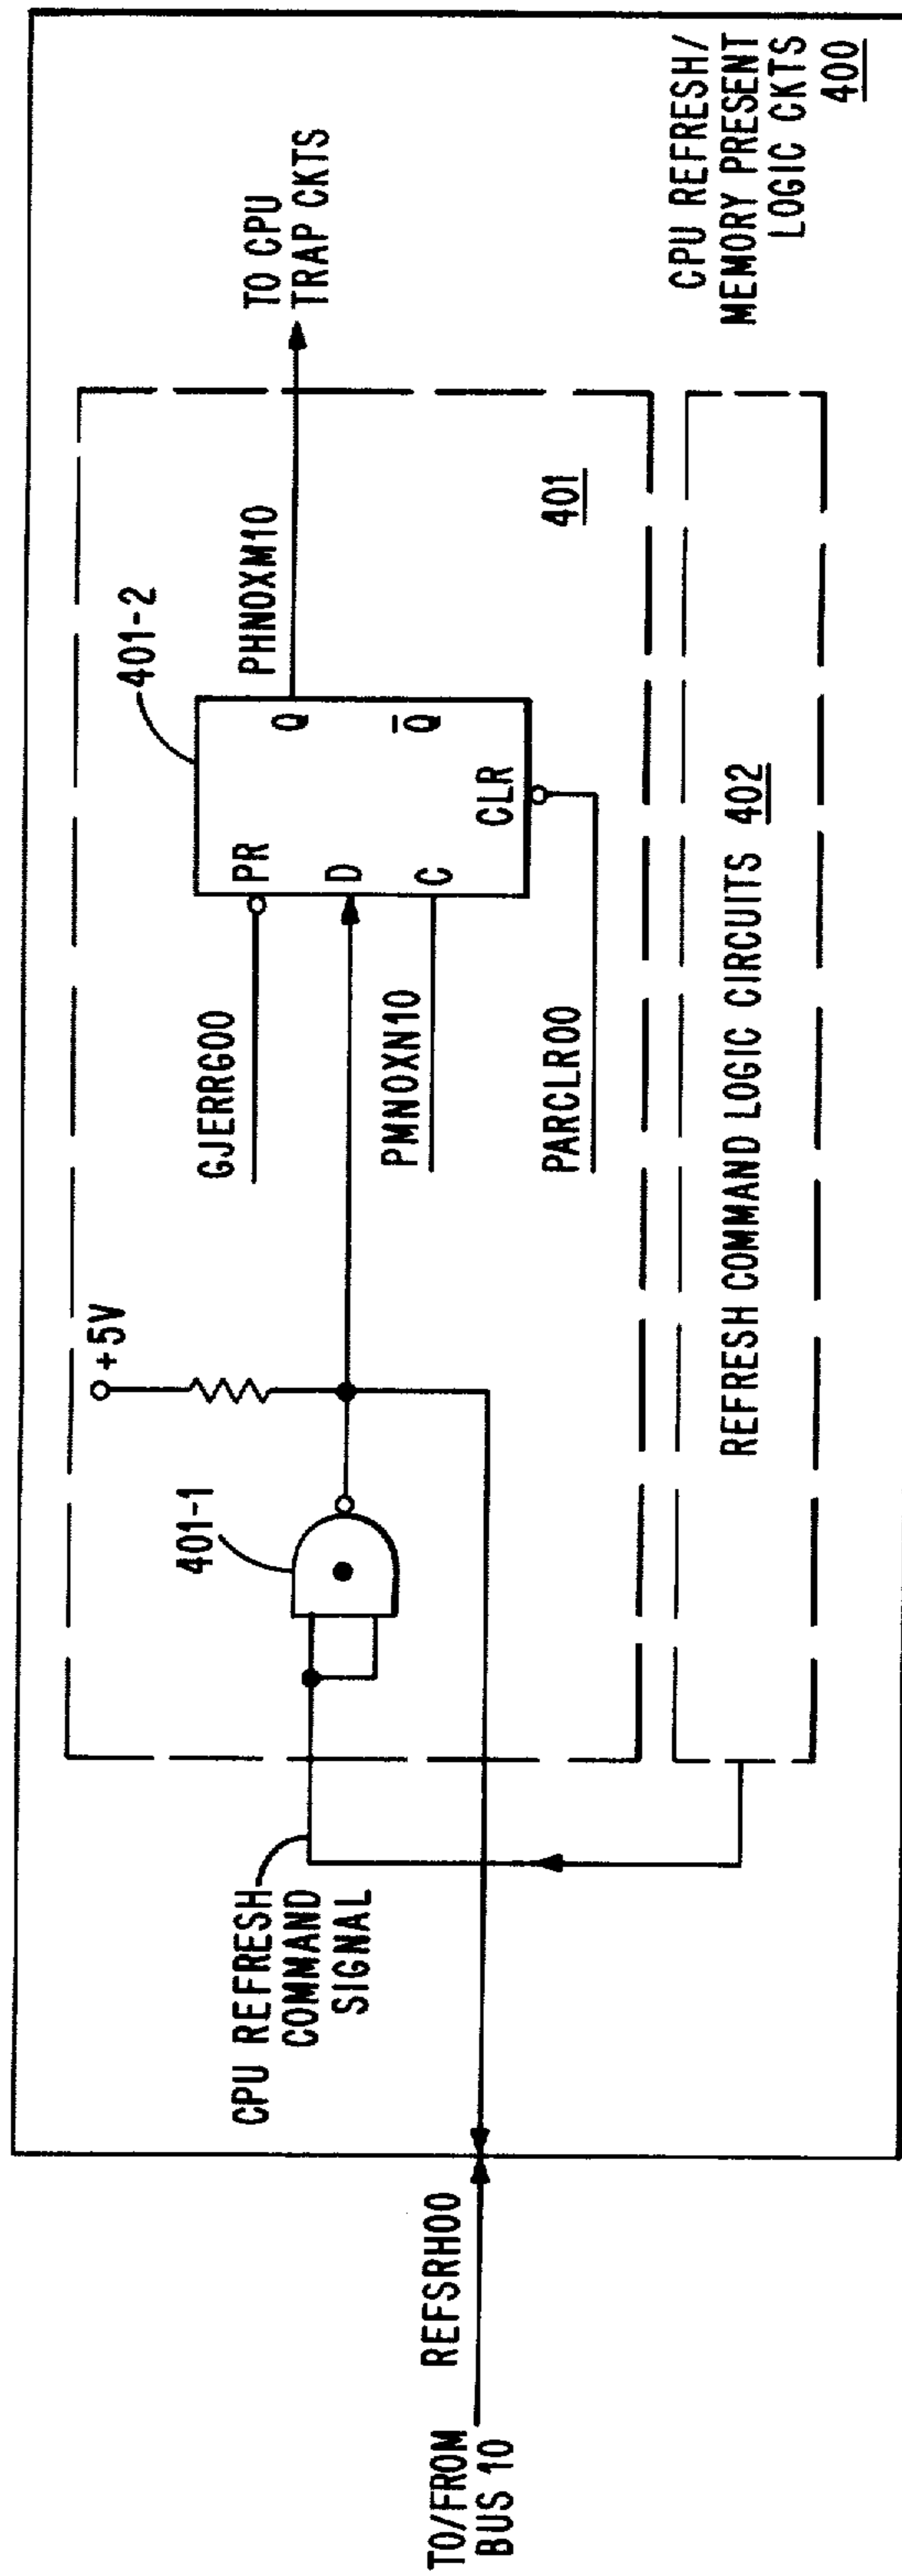 TO/FROM
BUS 10
REFSRH00
CPU REFRESH
COMMAND
SIGNAL
401-1
+5V
GJERRG00
PMNOXN10
PARCLR00
401-2
PR
D
C
CLR
Q
Q̅
PHNOXM10
TO CPU
TRAP CKTS
401
REFRESH COMMAND LOGIC CIRCUITS 402
CPU REFRESH/
MEMORY PRESENT
LOGIC CKTS
400